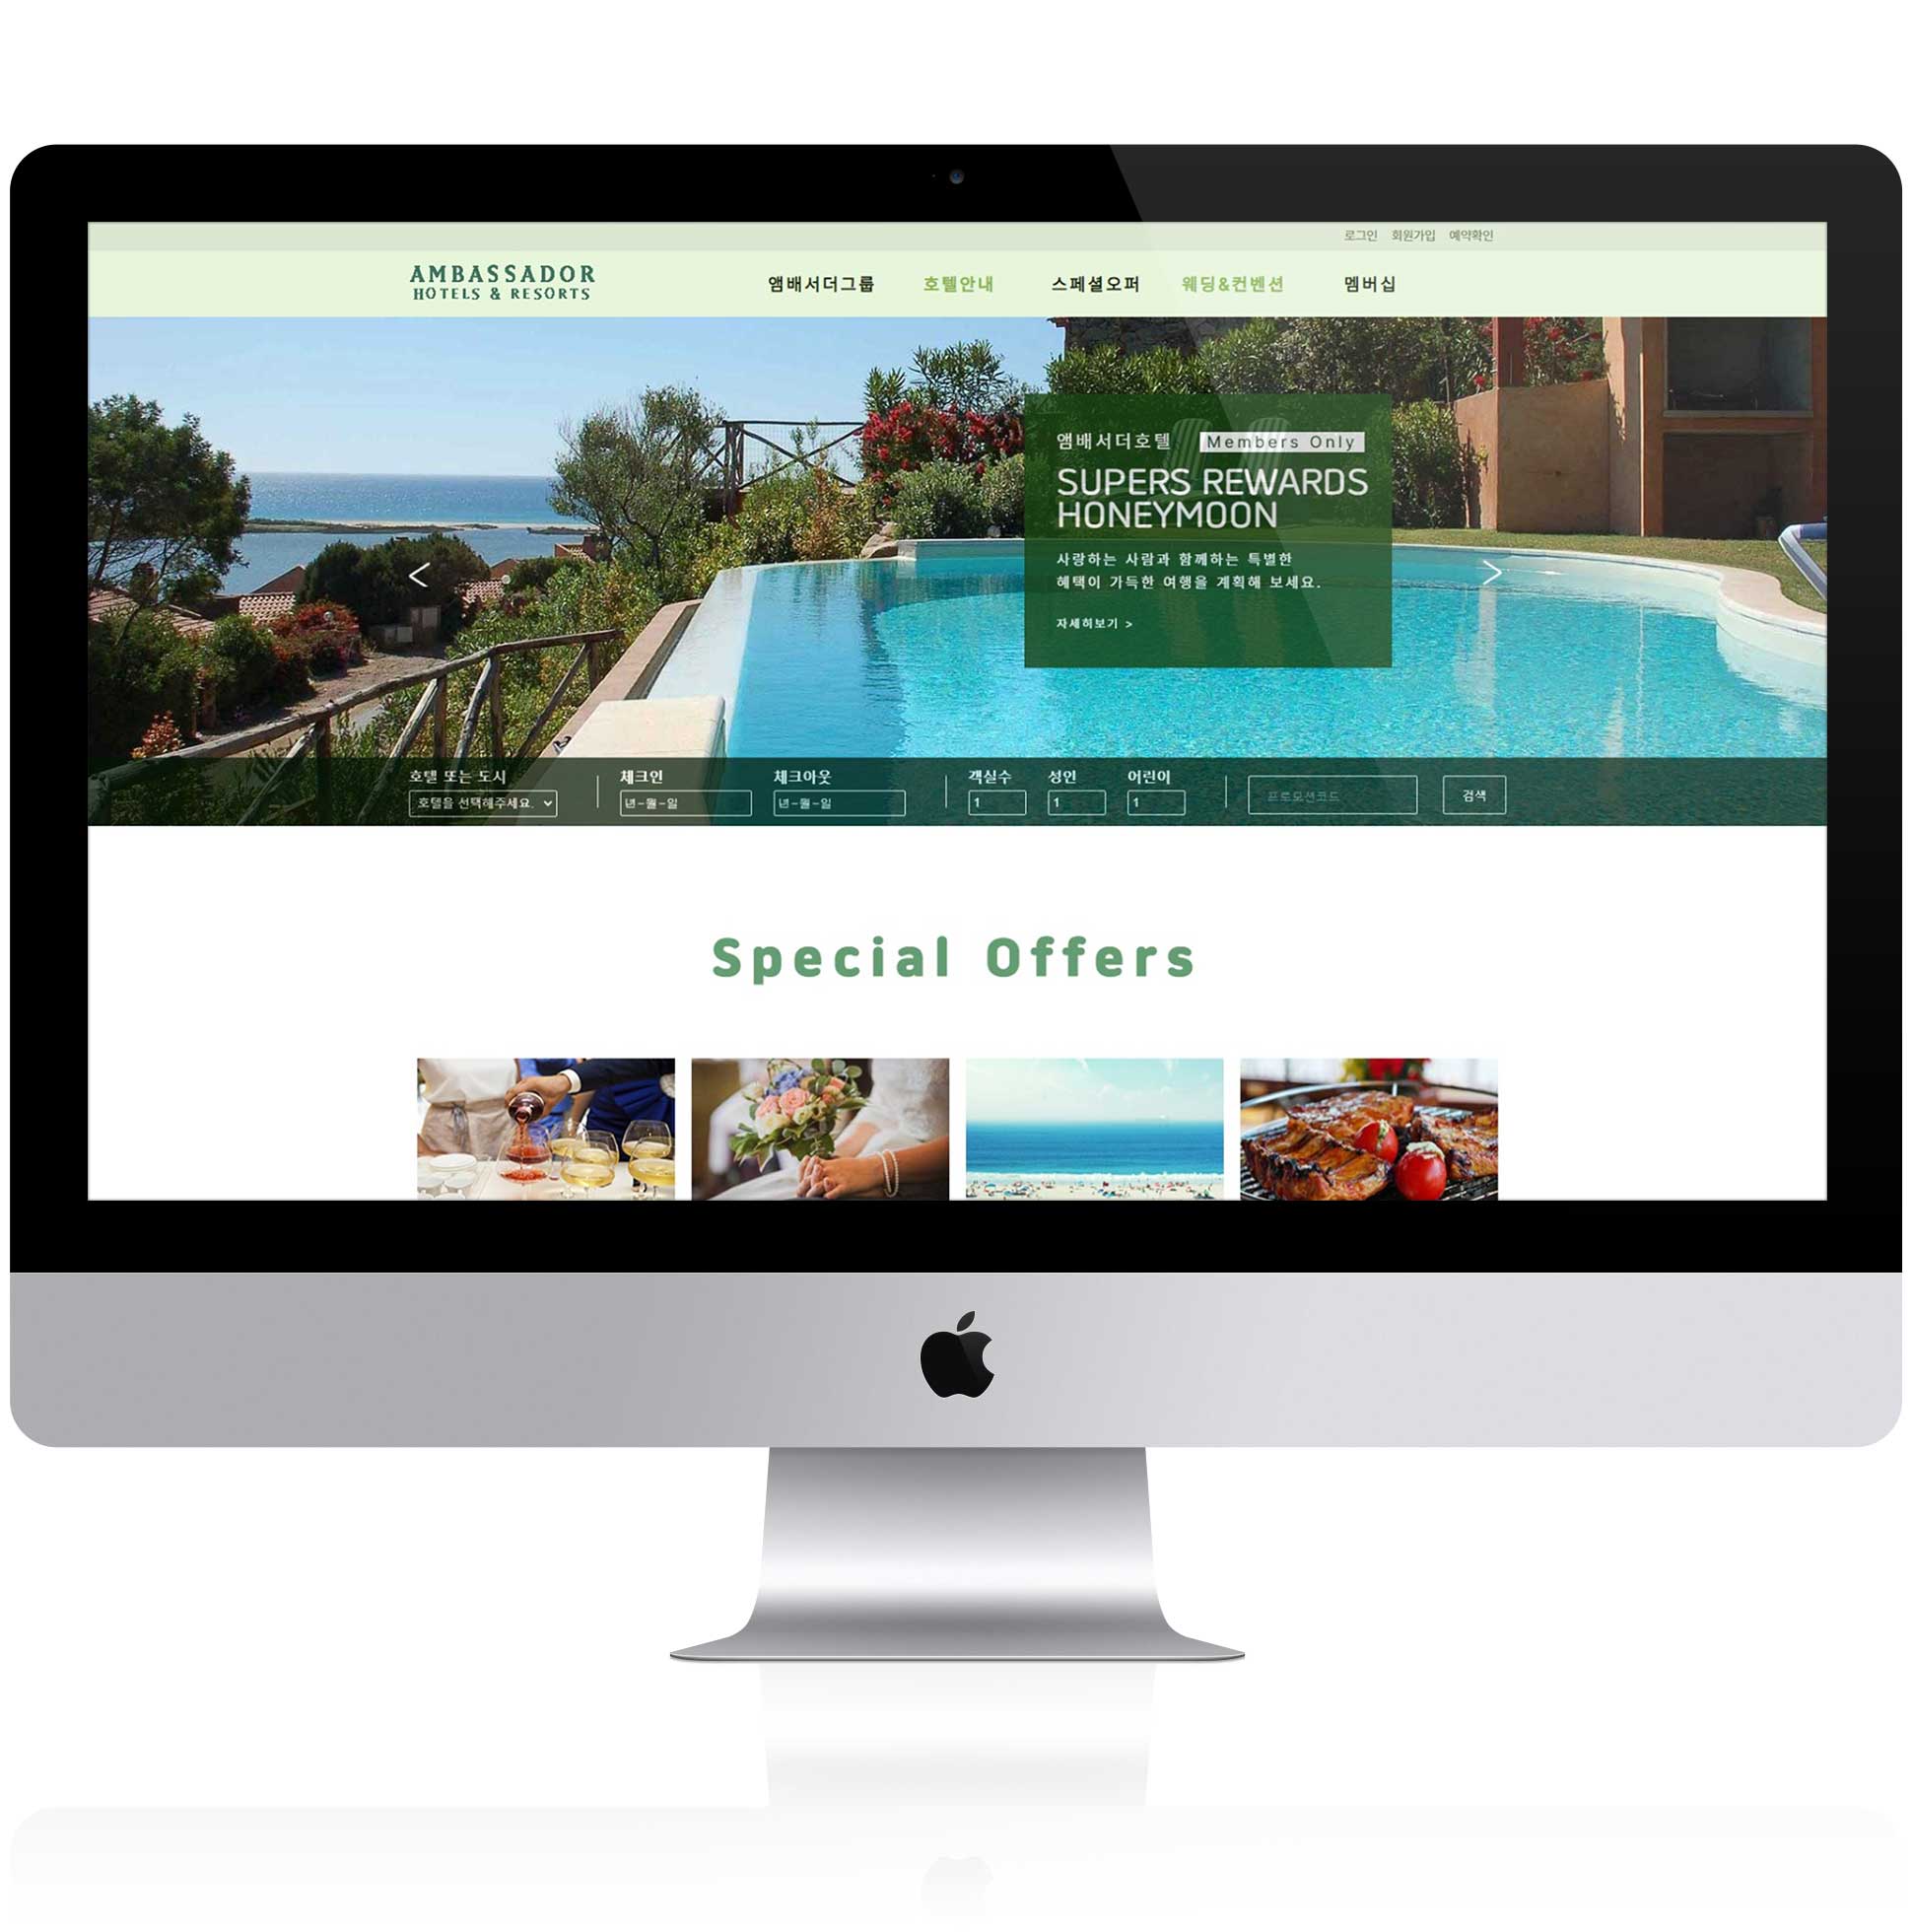 로그인 회원가입 예약확인
AMBASSADOR
HOTELS & RESORTS
앰배서더그룹 호텔안내 스페셜오퍼 웨딩&컨벤션 멤버십
앰배서더호텔 Members Only
SUPERS REWARDS
HONEYMOON
사랑하는 사람과 함께하는 특별한
혜택이 가득한 여행을 계획해 보세요.
자세히보기 >
호텔 또는 도시 체크인 체크아웃 객실수 성인 어린이
호텔을 선택해주세요. 년-월-일 년-월-일 1 1 1 프로모션코드 검색
Special Offers